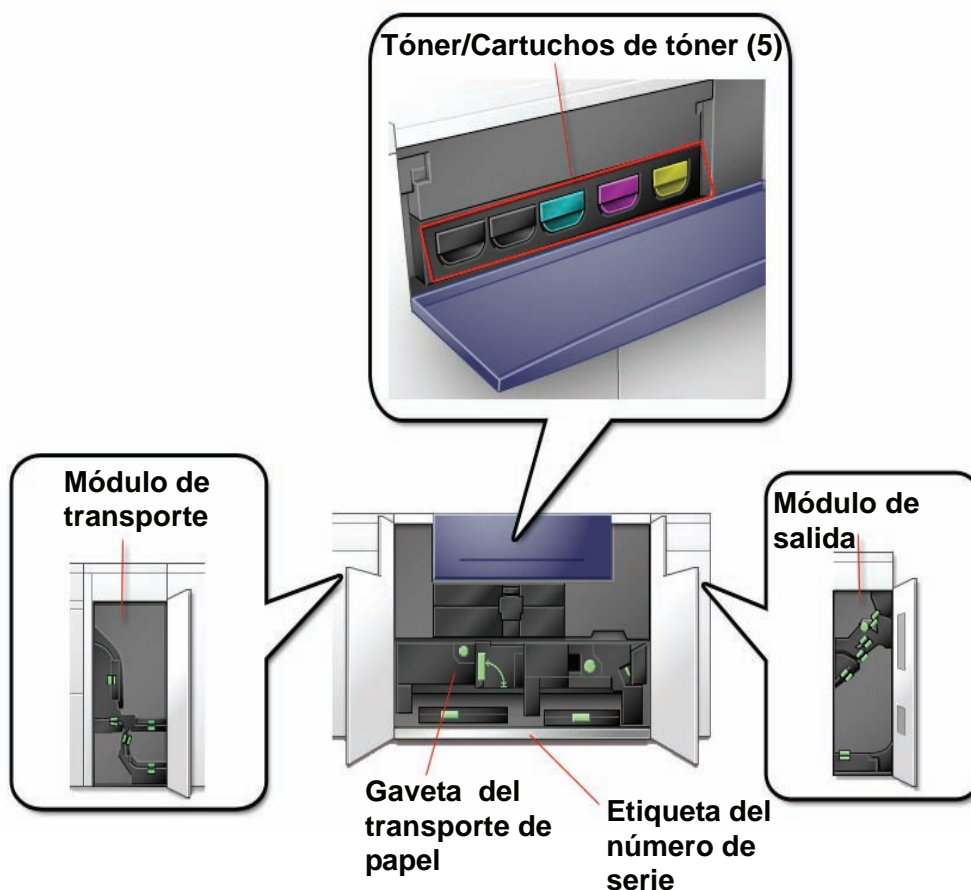 Tóner/Cartuchos de tóner (5)
Módulo de
transporte
Módulo de
salida
Gaveta del
transporte de
papel
Etiqueta del
número de
serie